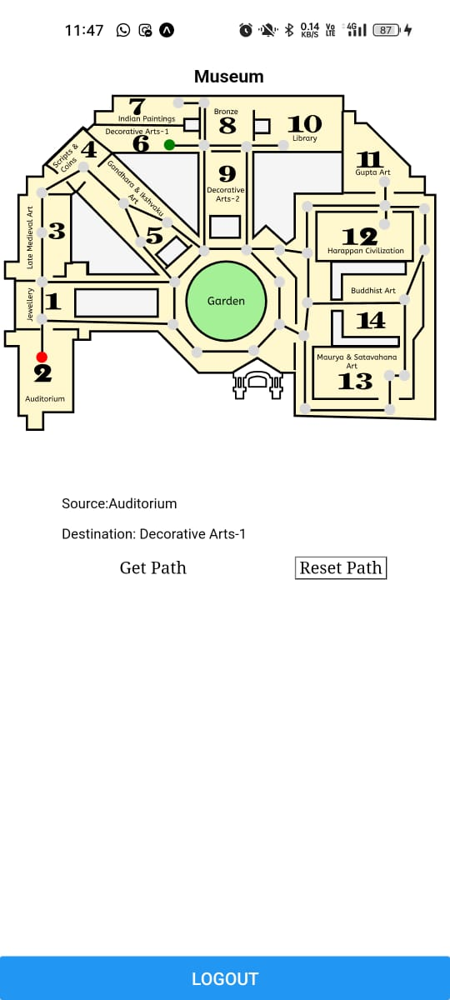 11:47
0.14 KB/S
Vo LTE
4G
87
Museum
7
Indian Paintings
Bronze
8
10
Library
Decorative Arts-1
6
Scripts & Coins
4
11
Gupta Art
Gandhara & Ikshvaku Art
9
Decorative
Arts-2
Late Medieval Art
3
5
12
Harappan Civilization
Jewellery
1
Garden
Buddhist Art
14
2
Maurya & Satavahana
Art
13
Auditorium
Source:Auditorium
Destination: Decorative Arts-1
Get Path
Reset Path
LOGOUT